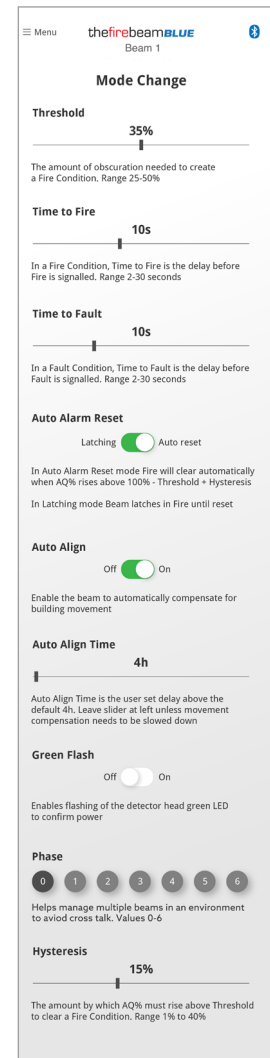 Menu
thefirebeamBLUE
Beam 1
Mode Change
Threshold
35%
The amount of obscuration needed to create
a Fire Condition. Range 25-50%
Time to Fire
10s
In a Fire Condition, Time to Fire is the delay before
Fire is signalled. Range 2-30 seconds
Time to Fault
10s
In a Fault Condition, Time to Fault is the delay before
Fault is signalled. Range 2-30 seconds
Auto Alarm Reset
Latching Auto reset
In Auto Alarm Reset mode Fire will clear automatically
when AQ% rises above 100% - Threshold + Hysteresis
In Latching mode Beam latches in Fire until reset
Auto Align
Off On
Enable the beam to automatically compensate for
building movement
Auto Align Time
4h
Auto Align Time is the user set delay above the
default 4h. Leave slider at left unless movement
compensation needs to be slowed down
Green Flash
Off On
Enables flashing of the detector head green LED
to confirm power
Phase
0 1 2 3 4 5 6
Helps manage multiple beams in an environment
to aviod cross talk. Values 0-6
Hysteresis
15%
The amount by which AQ% must rise above Threshold
to clear a Fire Condition. Range 1% to 40%